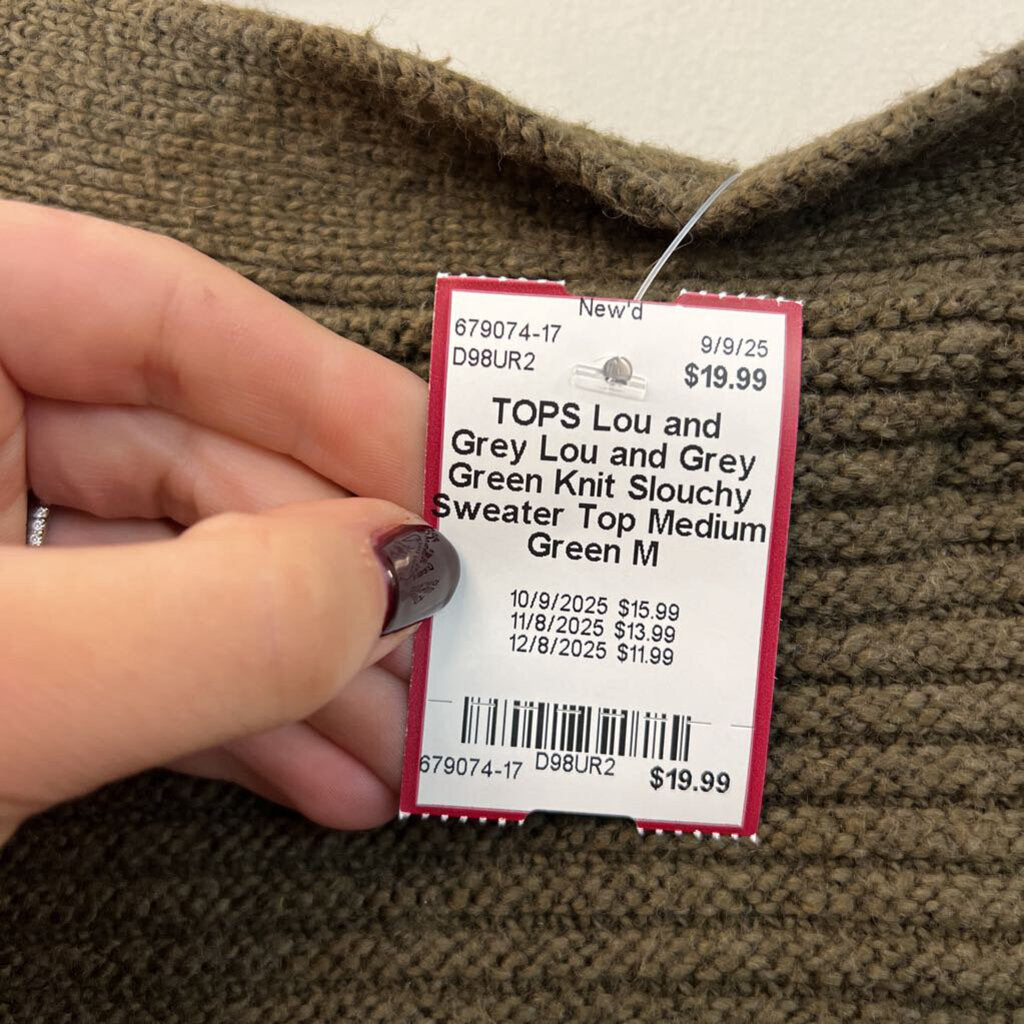 New'd
679074-17
9/9/25
D98UR2
$19.99
TOPS Lou and
Grey Lou and Grey
Green Knit Slouchy
Sweater Top Medium
Green M
10/9/2025 $15.99
11/8/2025 $13.99
12/8/2025 $11.99
679074-17 D98UR2 $19.99